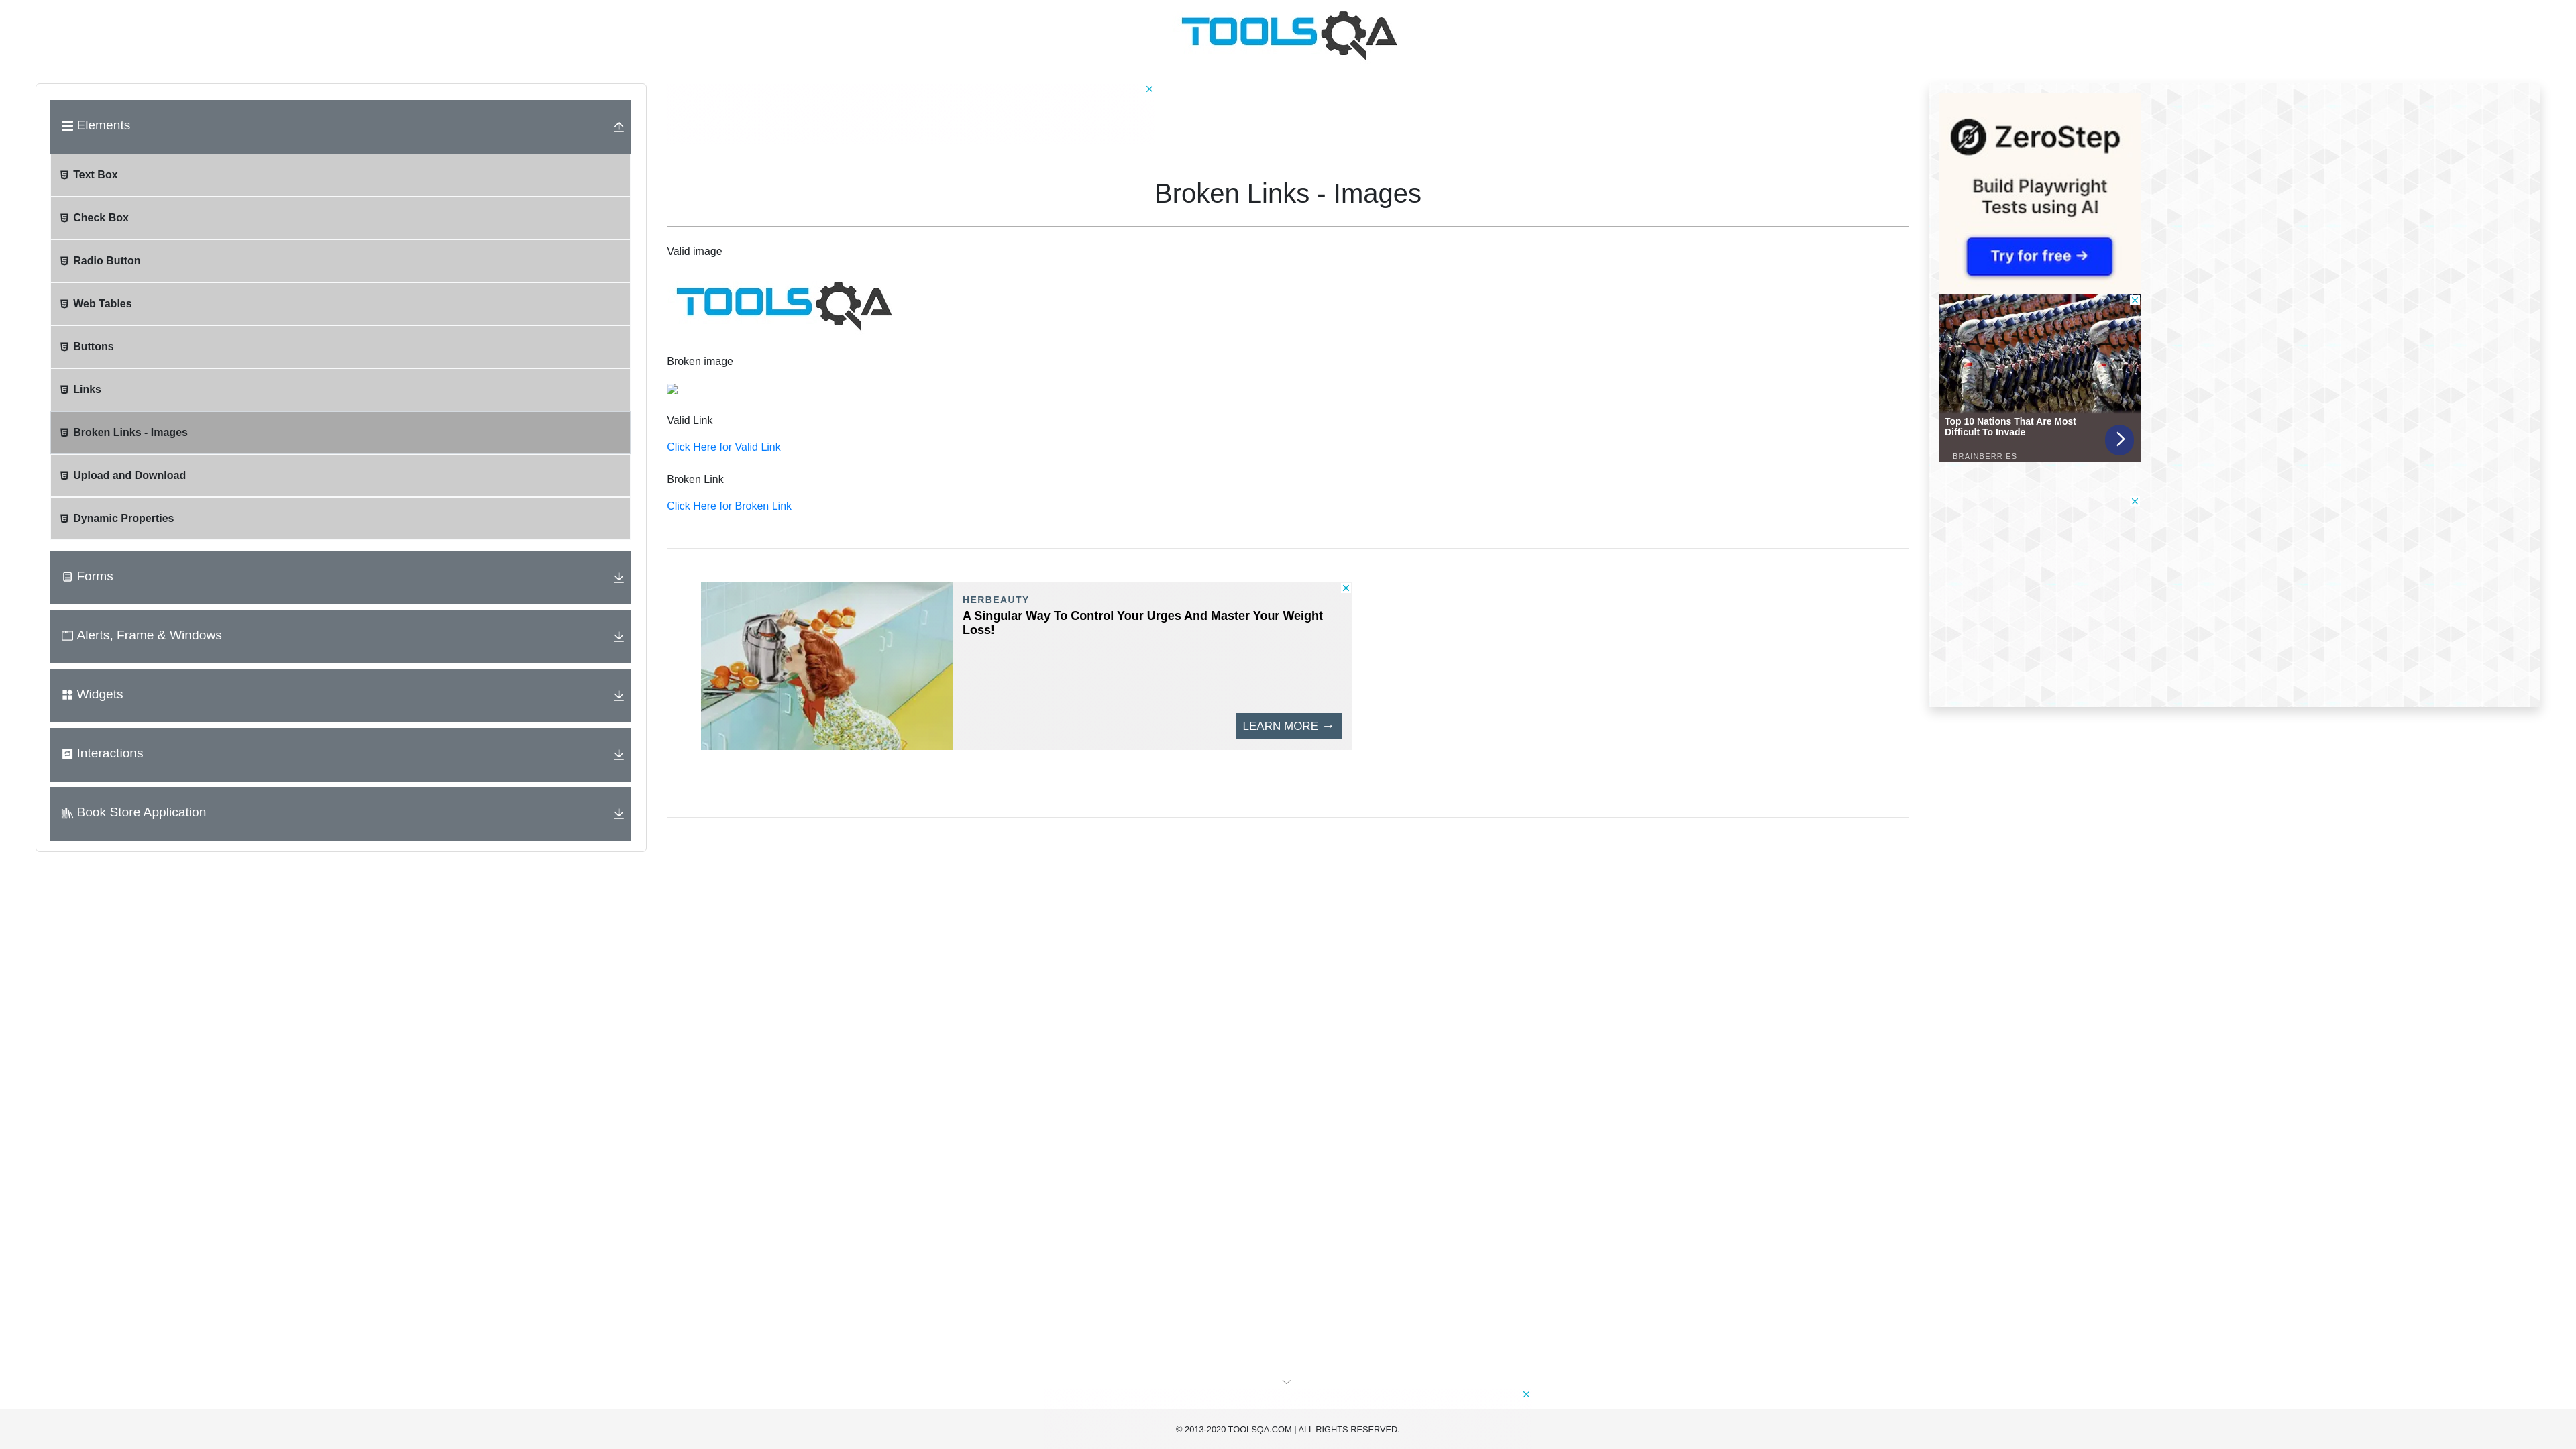 TOOLSQA
Elements
Text Box
Check Box
Radio Button
Web Tables
Buttons
Links
Broken Links - Images
Upload and Download
Dynamic Properties
Forms
Alerts, Frame & Windows
Widgets
Interactions
Book Store Application
Broken Links - Images
Valid image
TOOLSQA
Broken image
Valid Link
Click Here for Valid Link
Broken Link
Click Here for Broken Link
HERBEAUTY
A Singular Way To Control Your Urges And Master Your Weight
Loss!
LEARN MORE →
ZeroStep
Build Playwright
Tests using AI
Try for free →
Top 10 Nations That Are Most
Difficult To Invade
BRAINBERRIES
© 2013-2020 TOOLSQA.COM | ALL RIGHTS RESERVED.